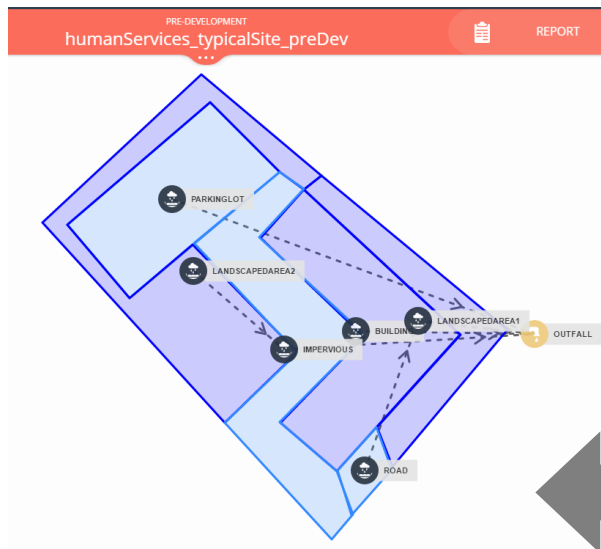 PRE-DEVELOPMENT
humanServices_typicalSite_preDev
REPORT
PARKINGLOT
LANDSCAPEDAREA2
LANDSCAPEDAREA1
BUILDING
OUTFALL
IMPERVIOUS
ROAD